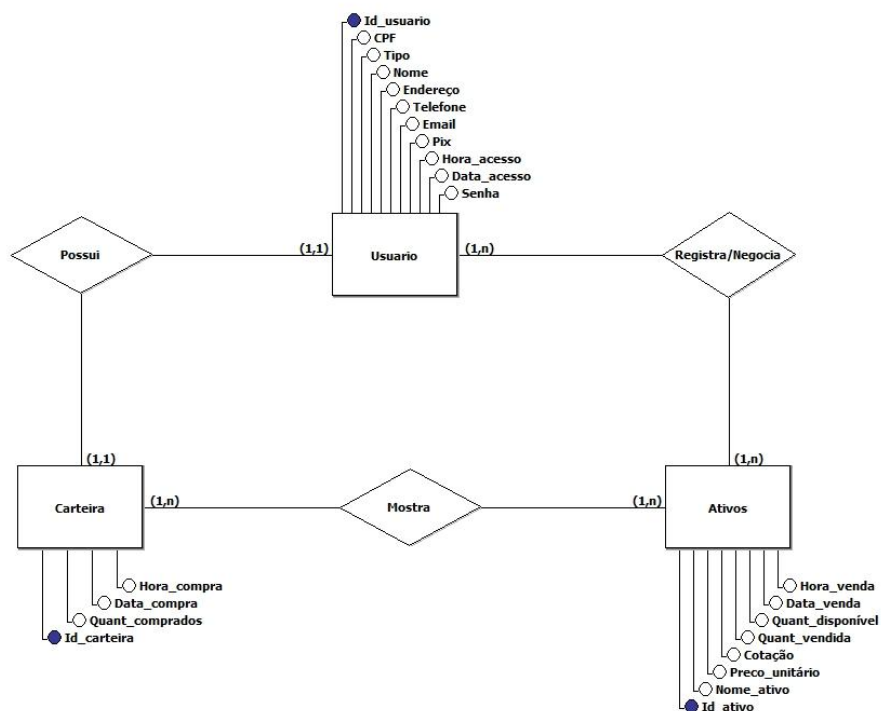 Id_usuario
CPF
Tipo
Nome
Endereço
Telefone
Email
Pix
Hora_acesso
Data_acesso
Senha
Possui
(1,1)
Usuario
(1,n)
Registra/Negocia
(1,1)
(1,n)
Carteira
(1,n)
Mostra
(1,n)
Ativos
Hora_compra
Data_compra
Quant_comprados
Id_carteira
Hora_venda
Data_venda
Quant_disponível
Quant_vendida
Cotação
Preco_unitário
Nome_ativo
Id_ativo